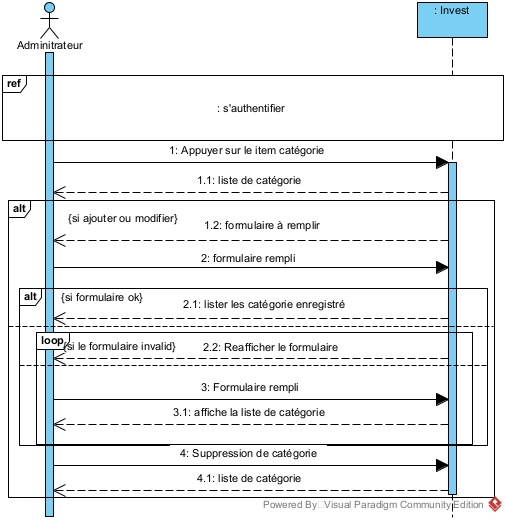 Adminitrateur
: Invest
ref
: s'authentifier
1: Appuyer sur le item catégorie
1.1: liste de catégorie
alt
{si ajouter ou modifier}
1.2: formulaire à remplir
2: formulaire rempli
alt
{si formulaire ok}
2.1: lister les catégorie enregistré
loop
{si le formulaire invalid}
2.2: Reafficher le formulaire
3: Formulaire rempli
3.1: affiche la liste de catégorie
4: Suppression de catégorie
4.1: liste de catégorie
Powered By Visual Paradigm Community Edition